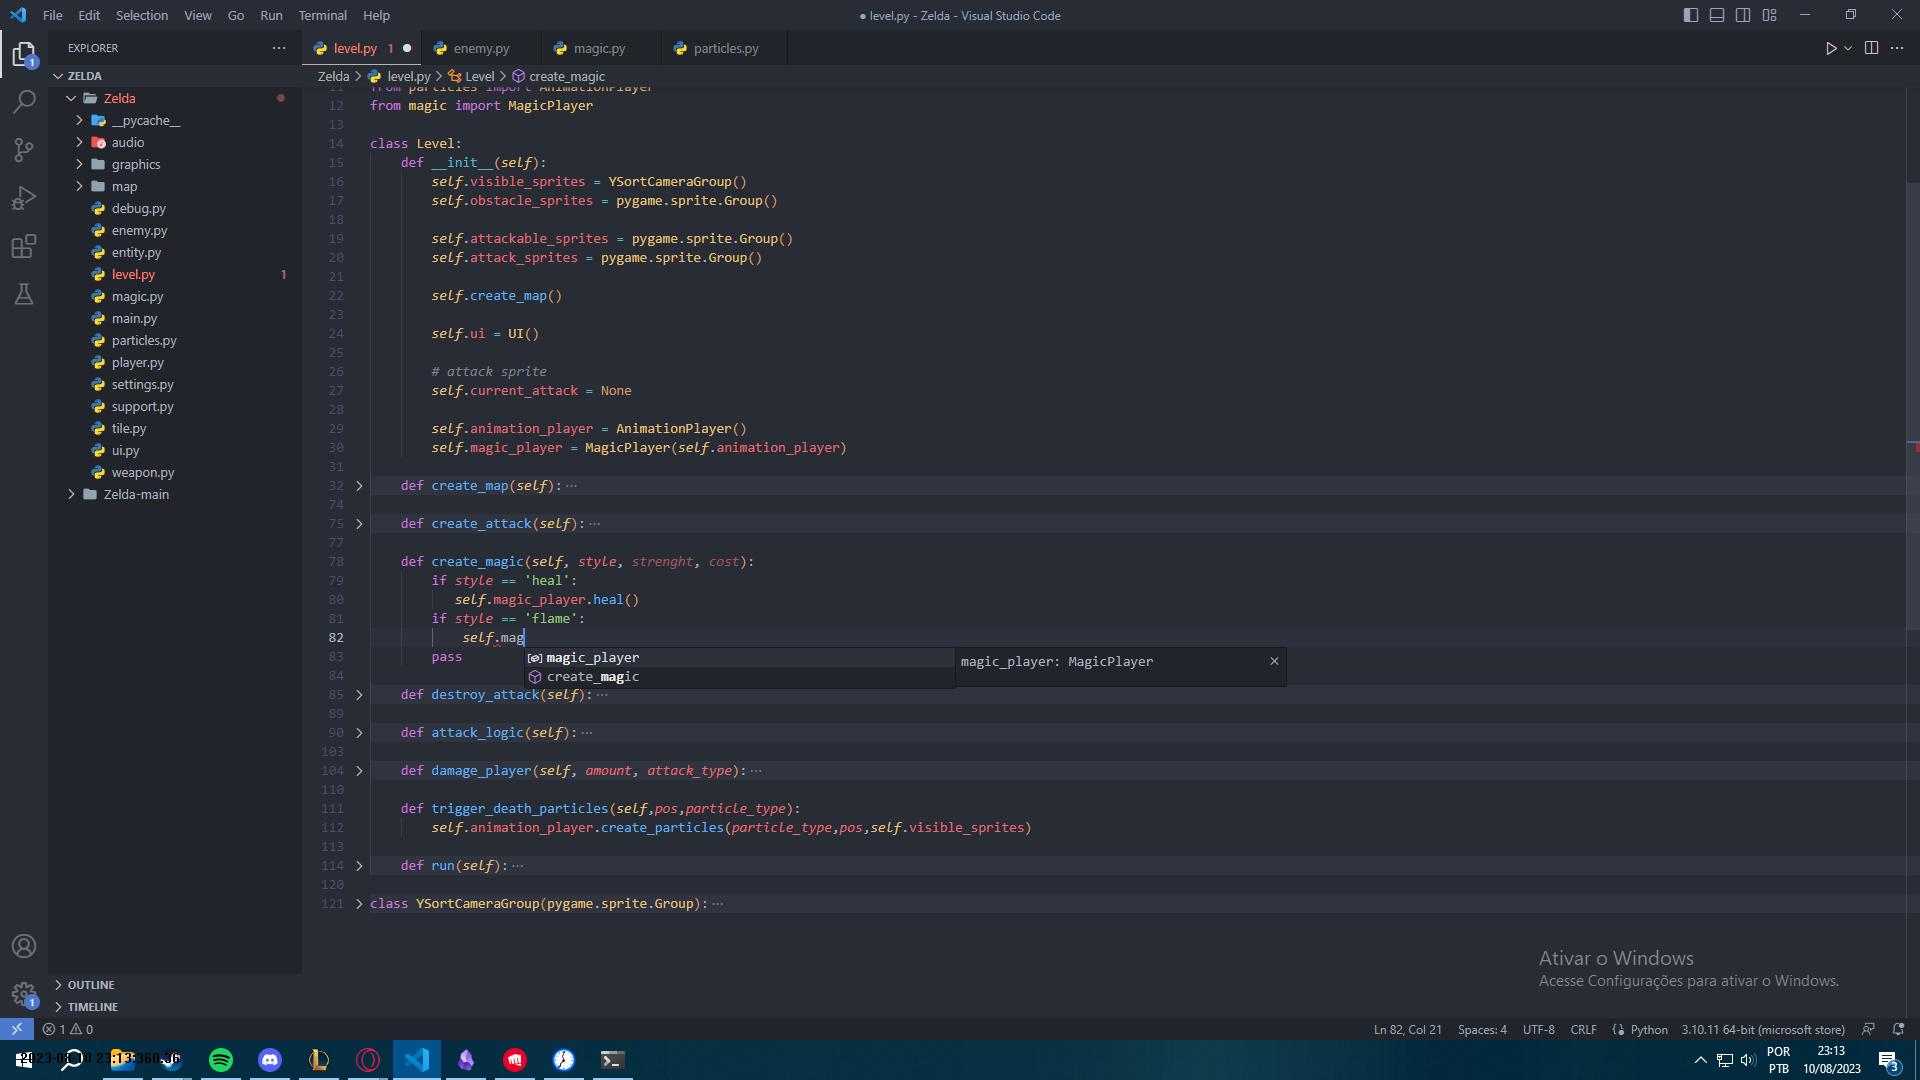 File Edit Selection View Go Run Terminal Help
● level.py - Zelda - Visual Studio Code
EXPLORER
ZELDA
Zelda
__pycache__
audio
graphics
map
debug.py
enemy.py
entity.py
level.py 1
magic.py
main.py
particles.py
player.py
settings.py
support.py
tile.py
ui.py
weapon.py
Zelda-main
OUTLINE
TIMELINE
level.py 1 enemy.py magic.py particles.py
Zelda > level.py > Level > create_magic
11 from particles import AnimationPlayer
12 from magic import MagicPlayer
13
14 class Level:
15 def __init__(self):
16 self.visible_sprites = YSortCameraGroup()
17 self.obstacle_sprites = pygame.sprite.Group()
18
19 self.attackable_sprites = pygame.sprite.Group()
20 self.attack_sprites = pygame.sprite.Group()
21
22 self.create_map()
23
24 self.ui = UI()
25
26 # attack sprite
27 self.current_attack = None
28
29 self.animation_player = AnimationPlayer()
30 self.magic_player = MagicPlayer(self.animation_player)
31
32 def create_map(self):···
74
75 def create_attack(self):···
77
78 def create_magic(self, style, strenght, cost):
79 if style == 'heal':
80 self.magic_player.heal()
81 if style == 'flame':
82 self.mag
83 pass
magic_player
create_magic
magic_player: MagicPlayer
84
85 def destroy_attack(self):···
89
90 def attack_logic(self):···
103
104 def damage_player(self, amount, attack_type):···
110
111 def trigger_death_particles(self,pos,particle_type):
112 self.animation_player.create_particles(particle_type,pos,self.visible_sprites)
113
114 def run(self):···
120
121 class YSortCameraGroup(pygame.sprite.Group):···
Ativar o Windows
Acesse Configurações para ativar o Windows.
1 0
Ln 82, Col 21 Spaces: 4 UTF-8 CRLF Python 3.10.11 64-bit (microsoft store)
POR
PTB
23:13
10/08/2023
3